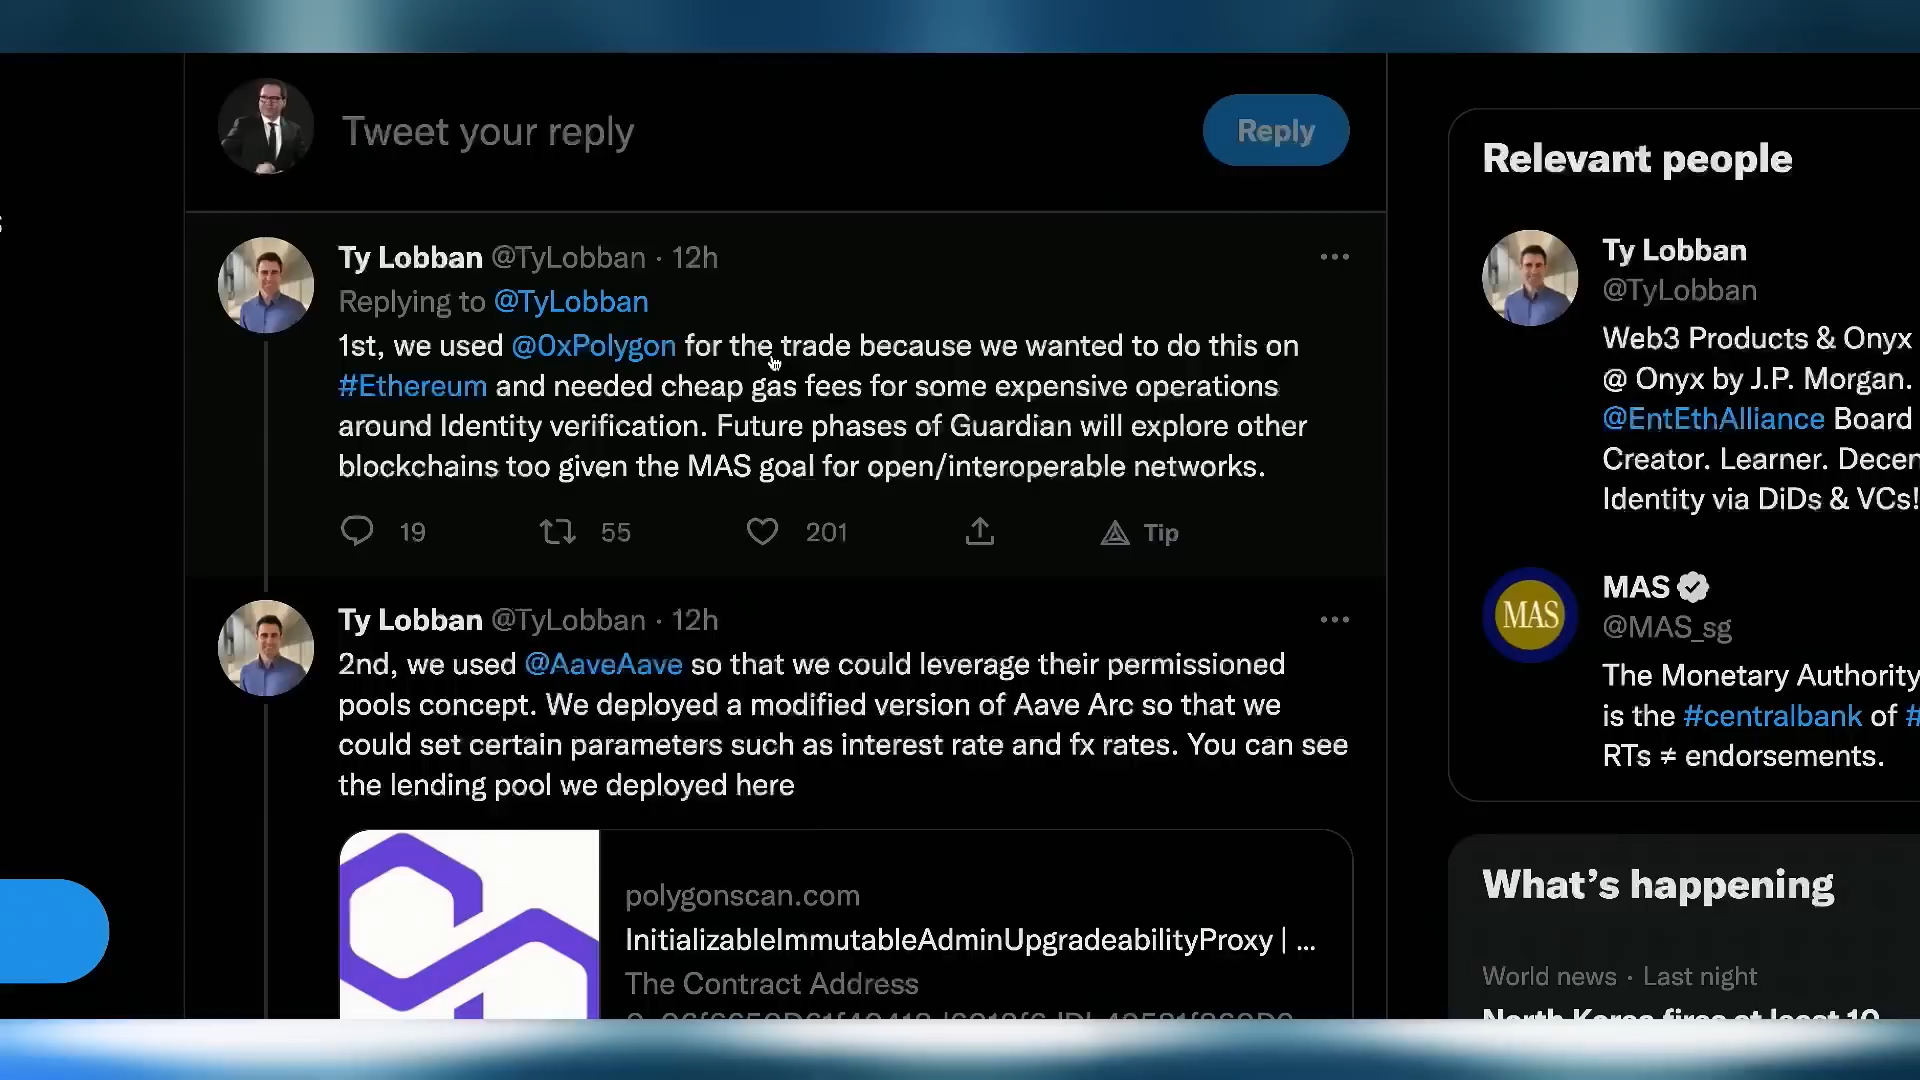 Tweet your reply
Reply
Ty Lobban @TyLobban · 12h
Replying to @TyLobban
1st, we used @0xPolygon for the trade because we wanted to do this on
#Ethereum and needed cheap gas fees for some expensive operations
around Identity verification. Future phases of Guardian will explore other
blockchains too given the MAS goal for open/interoperable networks.
19 55 201 Tip
Ty Lobban @TyLobban · 12h
2nd, we used @AaveAave so that we could leverage their permissioned
pools concept. We deployed a modified version of Aave Arc so that we
could set certain parameters such as interest rate and fx rates. You can see
the lending pool we deployed here
polygonscan.com
InitializableImmutableAdminUpgradeabilityProxy | ...
The Contract Address
Relevant people
Ty Lobban
@TyLobban
Web3 Products & Onyx
@ Onyx by J.P. Morgan.
@EntEthAlliance Board
Creator. Learner. Decen
Identity via DiDs & VCs!
MAS
MAS
@MAS_sg
The Monetary Authority
is the #centralbank of #
RTs ≠ endorsements.
What's happening
World news · Last night
North Korea fires at least 10